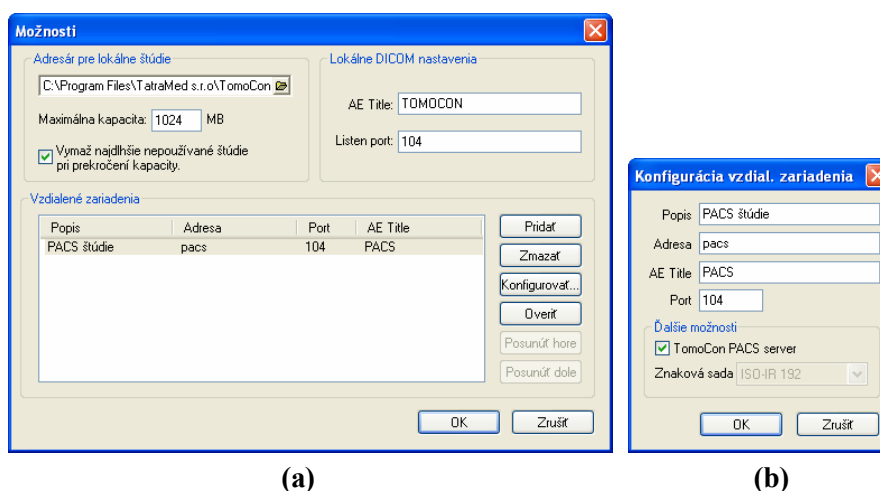 Možnosti
Adresár pre lokálne štúdie
C:\Program Files\TatraMed s.r.o\TomoCon
Maximálna kapacita: 1024 MB
Vymaž najdlhšie nepoužívané štúdie
pri prekročení kapacity.
Lokálne DICOM nastavenia
AE Title: TOMOCON
Listen port: 104
Vzdialené zariadenia
Popis Adresa Port AE Title
PACS štúdie pacs 104 PACS
Pridať
Zmazať
Konfigurovať...
Overiť
Posunúť hore
Posunúť dole
OK Zrušiť
(a)
Konfigurácia vzdial. zariadenia
Popis PACS štúdie
Adresa pacs
AE Title PACS
Port 104
Ďalšie možnosti
TomoCon PACS server
Znaková sada ISO-IR 192
OK Zrušiť
(b)